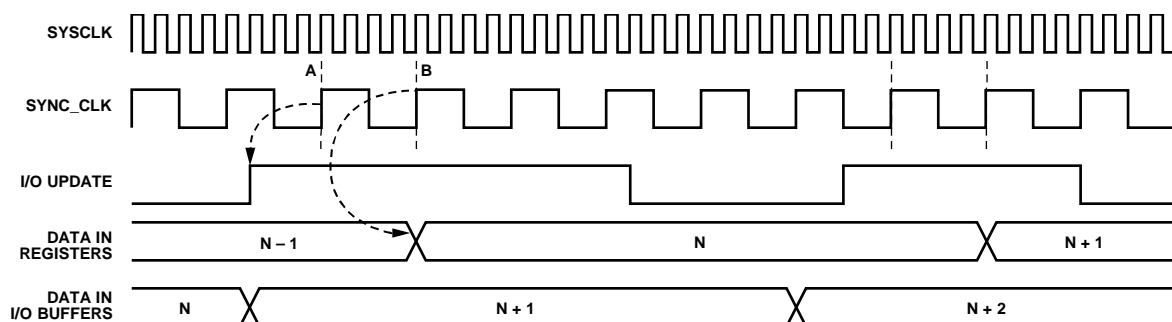 SYSCLK
A
B
SYNC_CLK
I/O UPDATE
DATA IN
REGISTERS
N – 1
N
N + 1
DATA IN
I/O BUFFERS
N
N + 1
N + 2